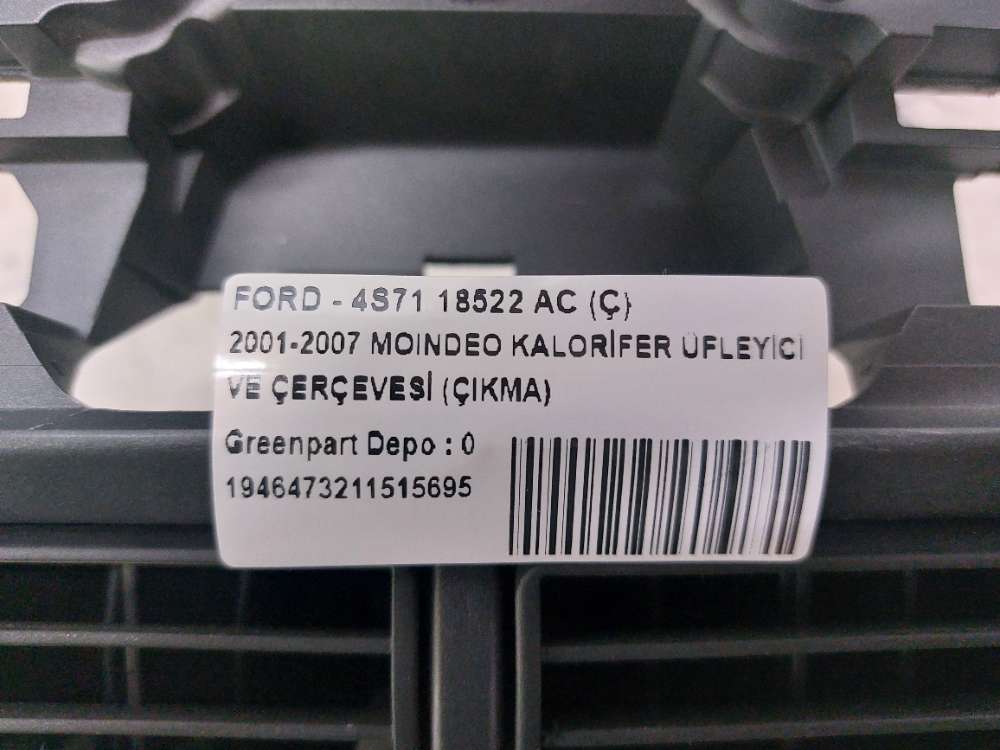 FORD - 4S71 18522 AC (Ç)
2001-2007 MOINDEO KALORİFER ÜFLEYİCİ
VE ÇERÇEVESİ (ÇIKMA)
Greenpart Depo : 0
1946473211515695